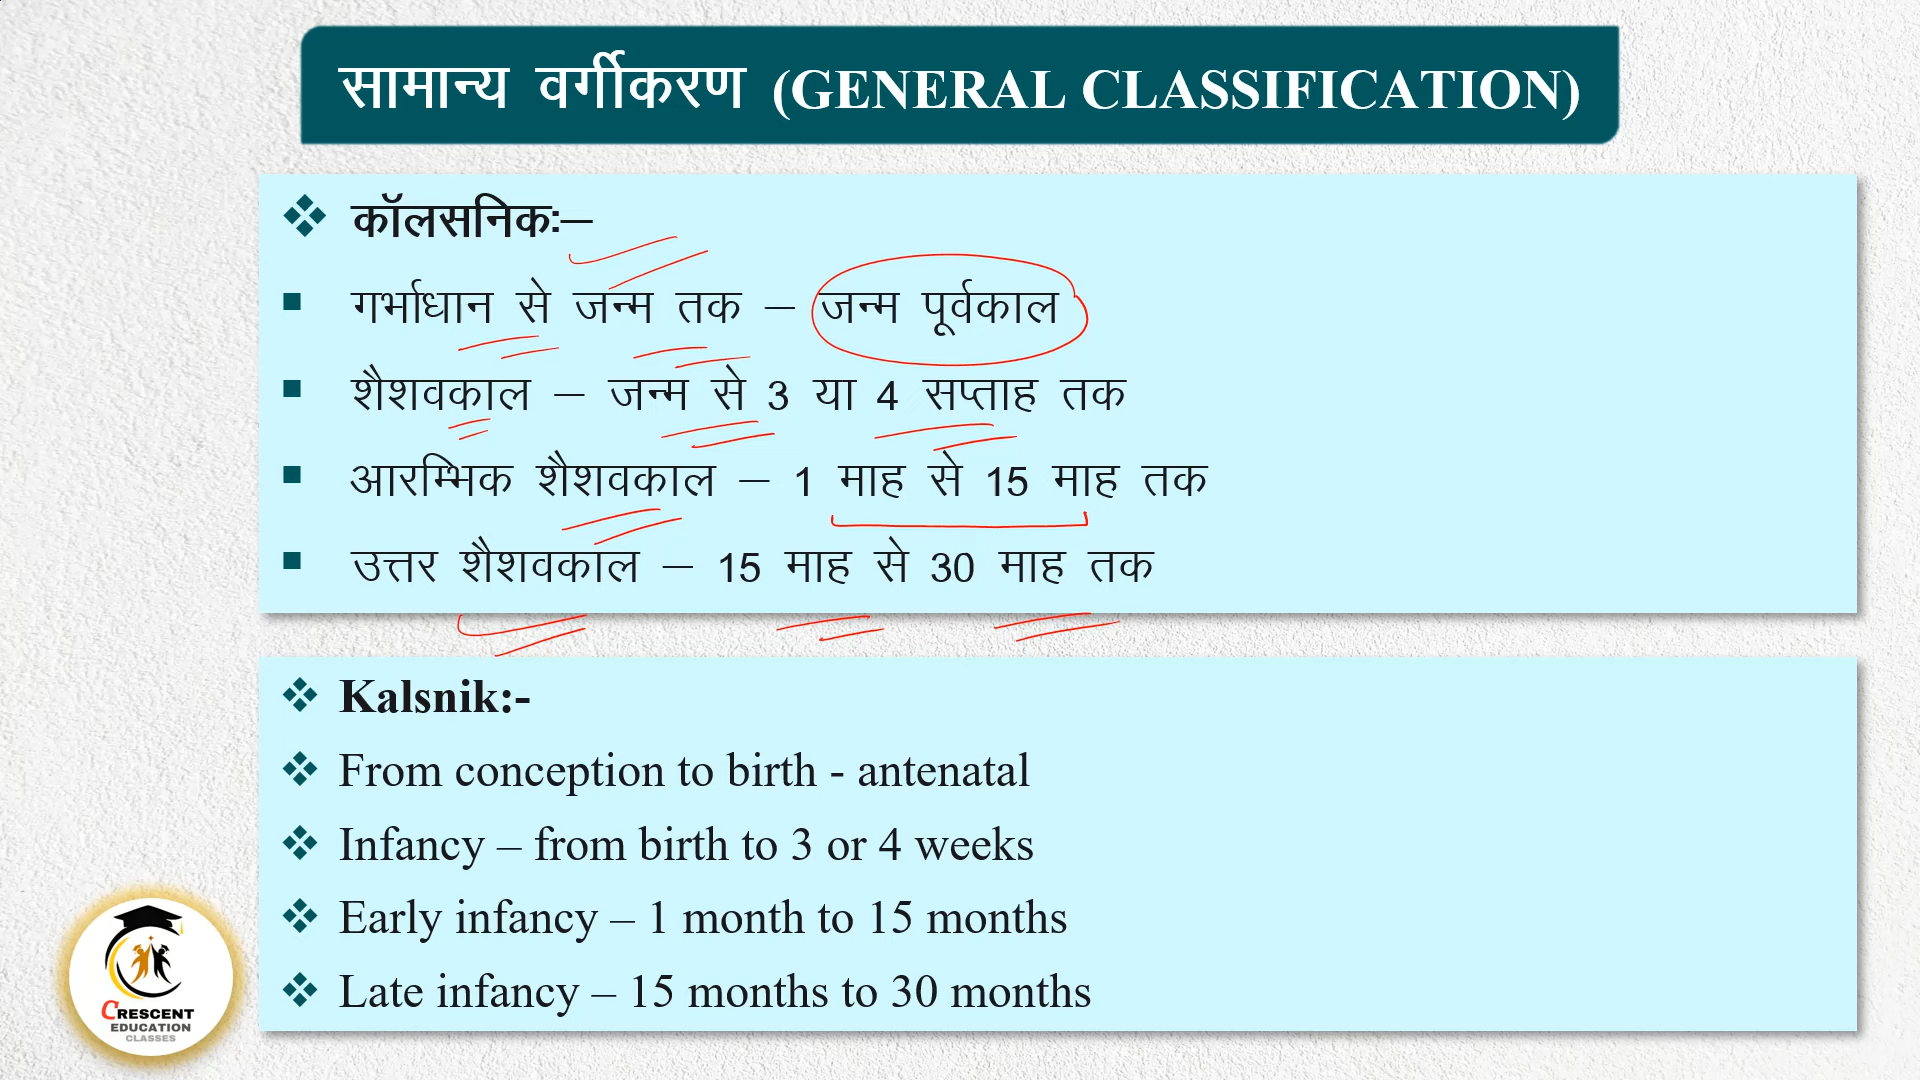 सामान्य वर्गीकरण (GENERAL CLASSIFICATION)
कॉलसनिकः–
गर्भाधान से जन्म तक – जन्म पूर्वकाल
शैशवकाल – जन्म से 3 या 4 सप्ताह तक
आरम्भिक शैशवकाल – 1 माह से 15 माह तक
उत्तर शैशवकाल – 15 माह से 30 माह तक
Kalsnik:-
From conception to birth - antenatal
Infancy – from birth to 3 or 4 weeks
Early infancy – 1 month to 15 months
Late infancy – 15 months to 30 months
CRESCENT
EDUCATION
CLASSES